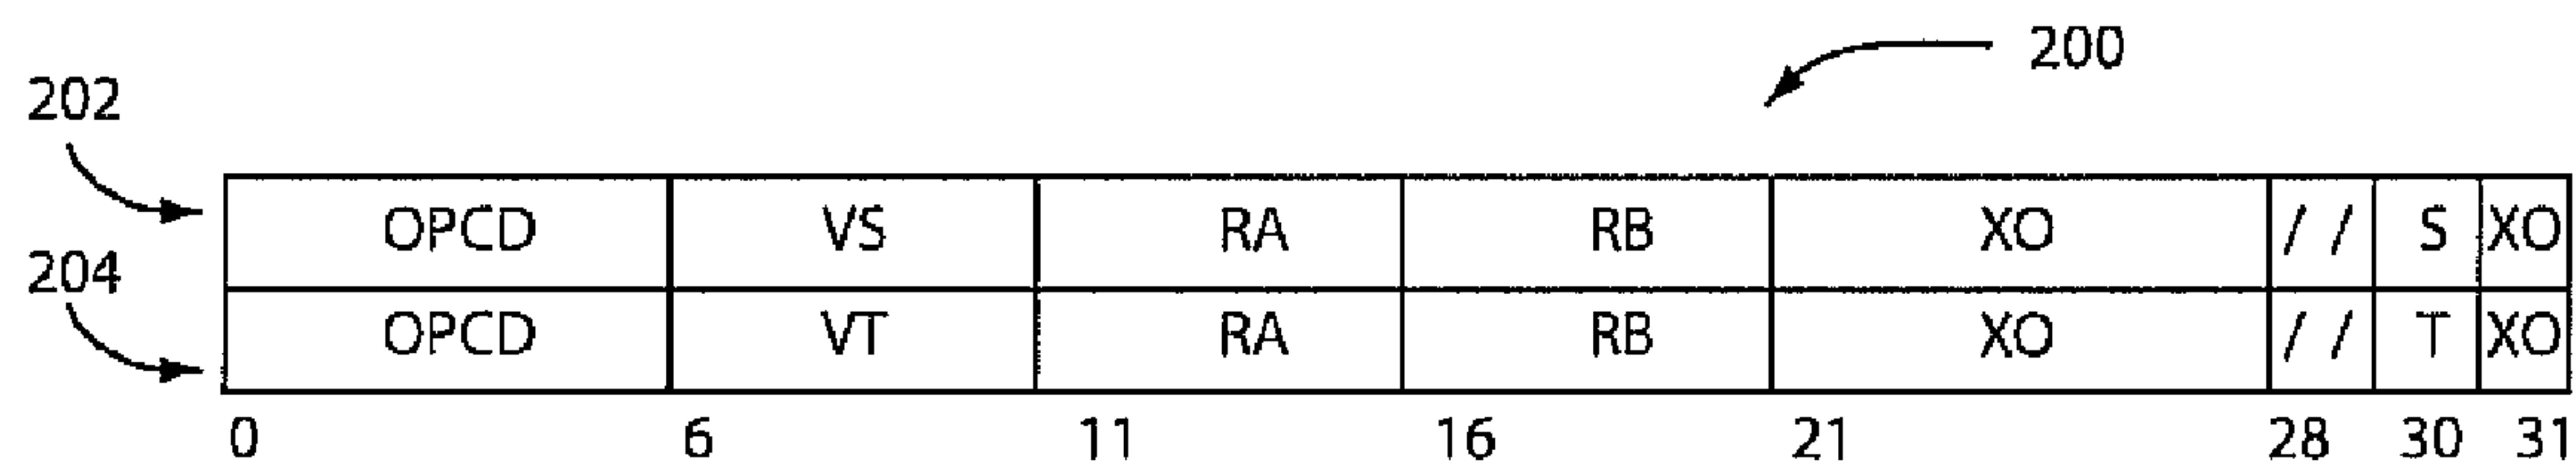 200
202
OPCD VS RA RB XO / / S XO
204
OPCD VT RA RB XO / / T XO
0 6 11 16 21 28 30 31